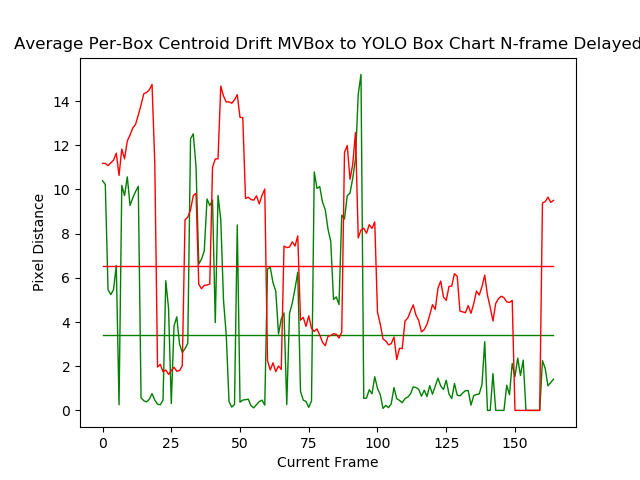 Average Per-Box Centroid Drift MVBox to YOLO Box Chart N-frame Delayed
14
12
10
8
6
4
2
0
Pixel Distance
0 25 50 75 100 125 150
Current Frame